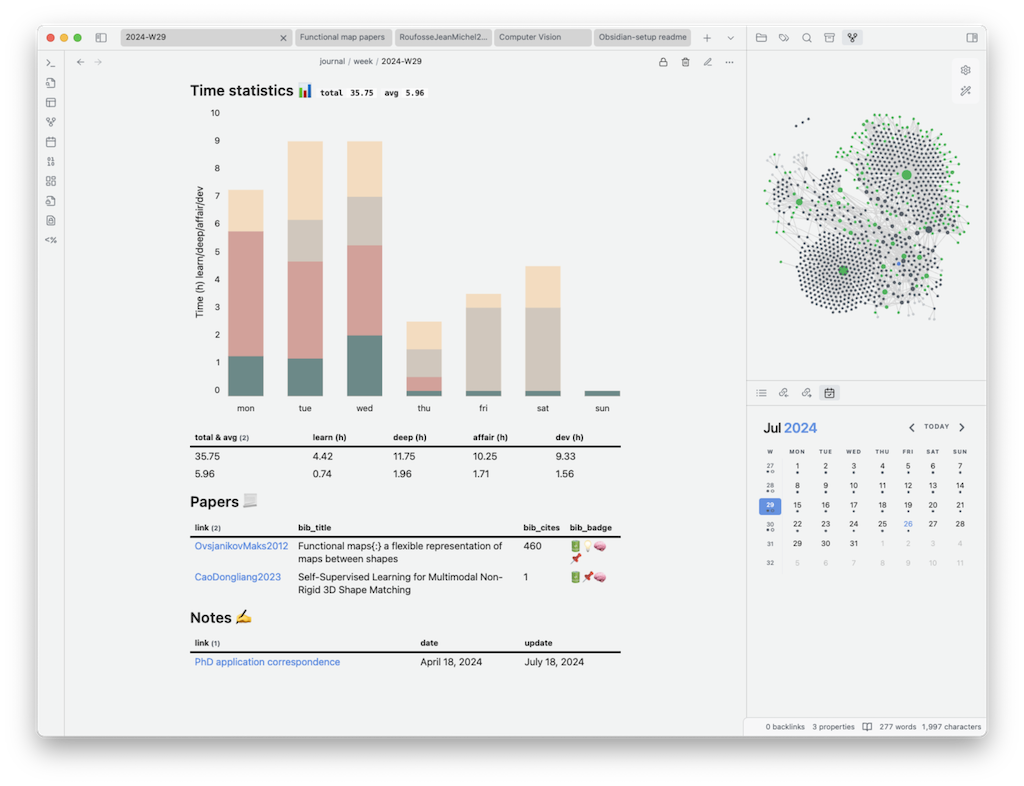 2024-W29
Functional map papers
RoufosseJeanMichel2...
Computer Vision
Obsidian-setup readme
journal / week / 2024-W29
Time statistics 📊 total 35.75 avg 5.96
Time (h) learn/deep/affair/dev
10
9
8
7
6
5
4
3
2
1
0
mon tue wed thu fri sat sun
total & avg (2) learn (h) deep (h) affair (h) dev (h)
35.75 4.42 11.75 10.25 9.33
5.96 0.74 1.96 1.71 1.56
Papers
link (2) bib_title bib_cites bib_badge
OvsjanikovMaks2012 Functional maps{:} a flexible representation of 460
maps between shapes
CaoDongliang2023 Self-Supervised Learning for Multimodal Non- 1
Rigid 3D Shape Matching
Notes ✍️
link (1) date update
PhD application correspondence April 18, 2024 July 18, 2024
Jul 2024 TODAY
W MON TUE WED THU FRI SAT SUN
27 1 2 3 4 5 6 7
28 8 9 10 11 12 13 14
29 15 16 17 18 19 20 21
30 22 23 24 25 26 27 28
31 29 30 31 1 2 3 4
32 5 6 7 8 9 10 11
0 backlinks 3 properties 277 words 1,997 characters